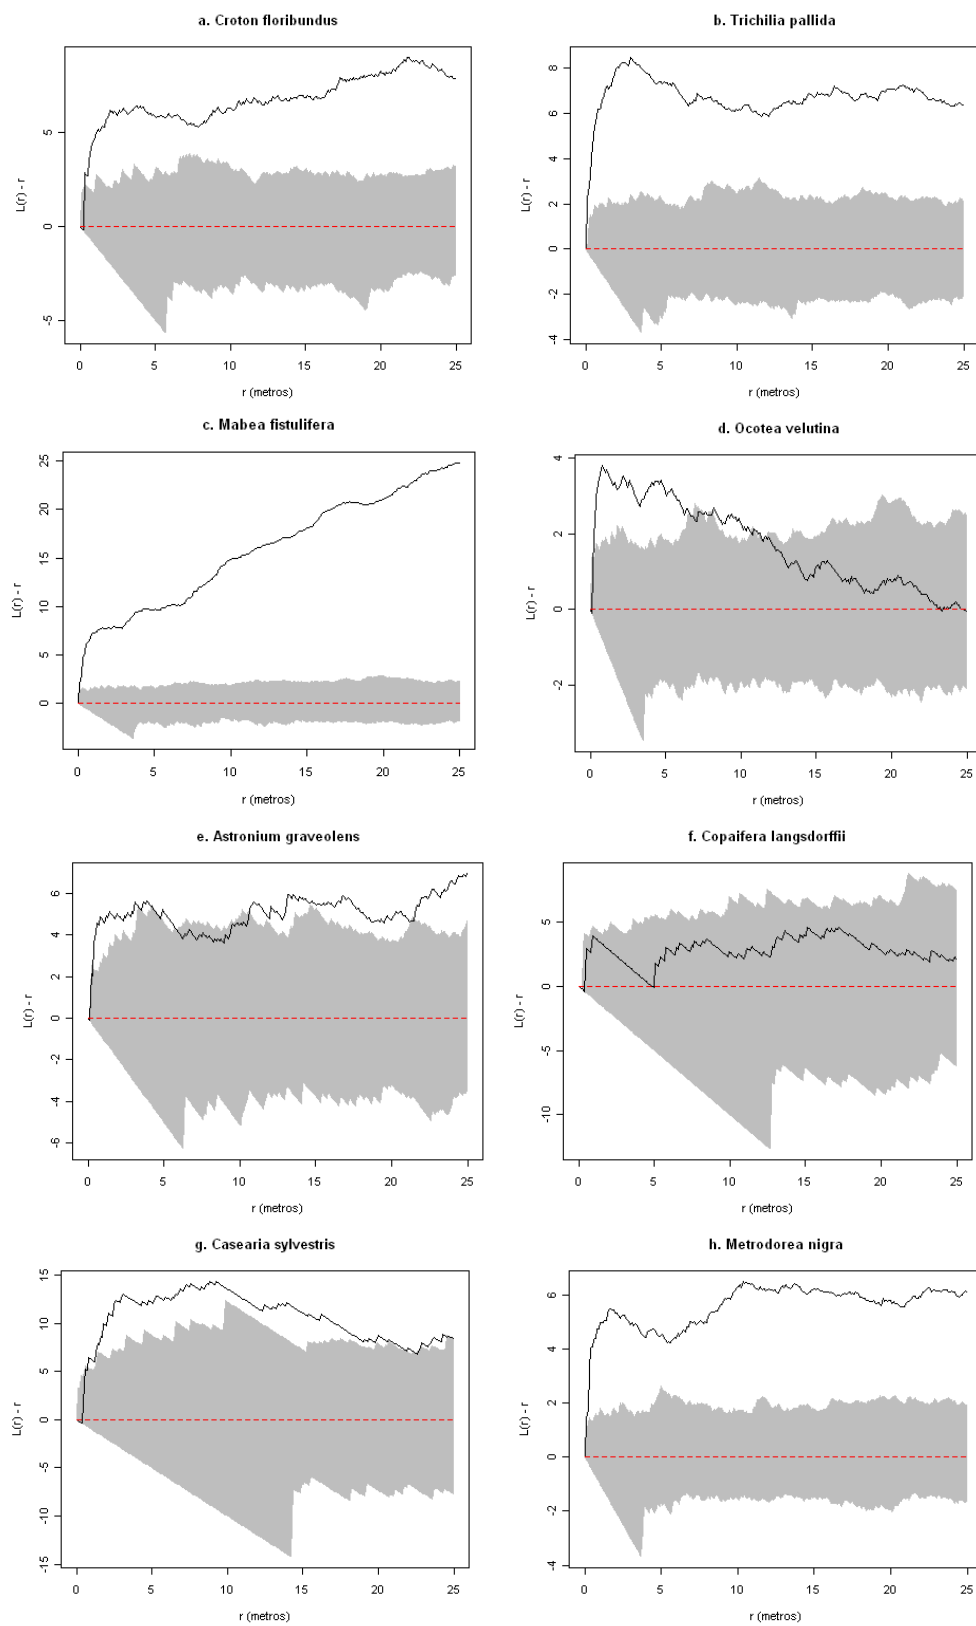 a. Croton floribundus
b. Trichilia pallida
L(r) - r
5
0
-5
0 5 10 15 20 25
r (metros)
L(r) - r
8
6
4
2
0
-2
-4
0 5 10 15 20 25
r (metros)
c. Mabea fistulifera
d. Ocotea velutina
L(r) - r
25
20
15
10
5
0
0 5 10 15 20 25
r (metros)
L(r) - r
4
2
0
-2
0 5 10 15 20 25
r (metros)
e. Astronium graveolens
f. Copaifera langsdorffii
L(r) - r
6
4
2
0
-2
-4
-6
0 5 10 15 20 25
r (metros)
L(r) - r
5
0
-5
-10
0 5 10 15 20 25
r (metros)
g. Casearia sylvestris
h. Metrodorea nigra
L(r) - r
15
10
5
0
-5
-10
-15
0 5 10 15 20 25
r (metros)
L(r) - r
6
4
2
0
-2
-4
0 5 10 15 20 25
r (metros)